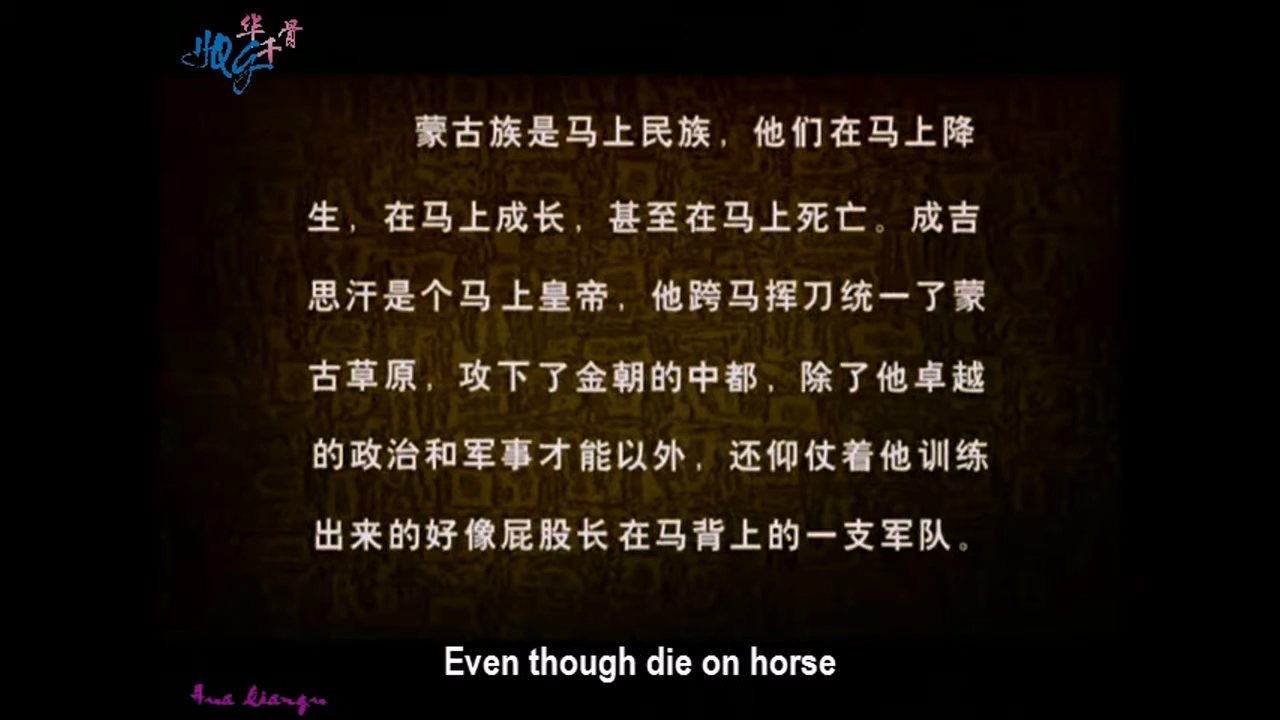 华千骨
HQG
蒙古族是马上民族，他们在马上降
生，在马上成长，甚至在马上死亡。成吉
思汗是个马上皇帝，他跨马挥刀统一了蒙
古草原，攻下了金朝的中都，除了他卓越
的政治和军事才能以外，还仰仗着他训练
出来的好像屁股长在马背上的一支军队。
Even though die on horse
Hua Qiangu